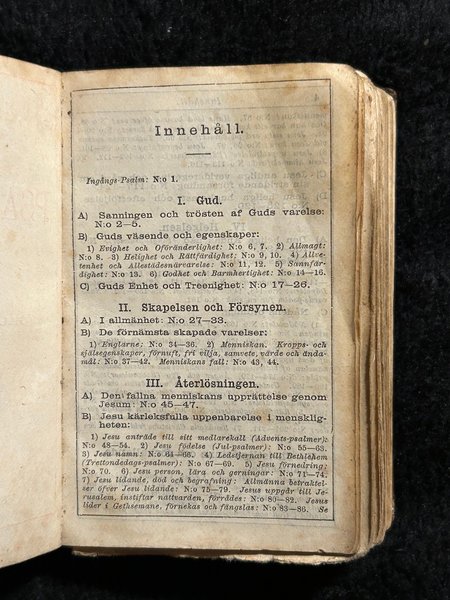 Innehåll.
Ingångs-Psalm: N:o 1.
I. Gud.
A) Sanningen och trösten af Guds varelse:
N:o 2—5.
B) Guds väsende och egenskaper:
1) Evighet och Oföränderlighet: N:o 6, 7. 2) Allmagt:
N:o 8. 3) Helighet och Rättfärdighet: N:o 9, 10. 4) Allve-
tenhet och Allestädesnärvarelse: N:o 11, 12. 5) Sannfär-
dighet: N:o 13. 6) Godhet och Barmhertighet: N:o 14—16.
C) Guds Enhet och Treenighet: N:o 17—26.
II. Skapelsen och Försynen.
A) I allmänhet: N:o 27—33.
B) De förnämsta skapade varelser:
1) Englarne: N:o 34—36. 2) Menniskan. Kropps- och
själsegenskaper, förnuft, fri vilja, samvete, värde och ända-
mål: N:o 37—42. Menniskans fall: N:o 43, 44.
III. Återlösningen.
A) Den fallna menniskans upprättelse genom
Jesum: N:o 45—47.
B) Jesu kärleksfulla uppenbarelse i mensklig-
heten:
1) Jesu anträde till sitt medlarekall (Advents-psalmer):
N:o 48—54. 2) Jesu födelse (Jul-psalmer): N:o 55—63.
3) Jesu namn: N:o 64—66. 4) Ledstjernan till Bethlehem
(Trettondedags-psalmer): N:o 67—69. 5) Jesu förnedring:
N:o 70. 6) Jesu person, lära och gerningar: N:o 71—74.
7) Jesu lidande, död och begrafning: Allmänna betraktel-
ser öfver Jesu lidande: N:o 75—79. Jesus uppgår till Je-
rusalem, instiftar nattvarden, förrådes: N:o 80—82. Jesus
lider i Gethsemane, förnekas och fängslas: N:o 83—86. Se